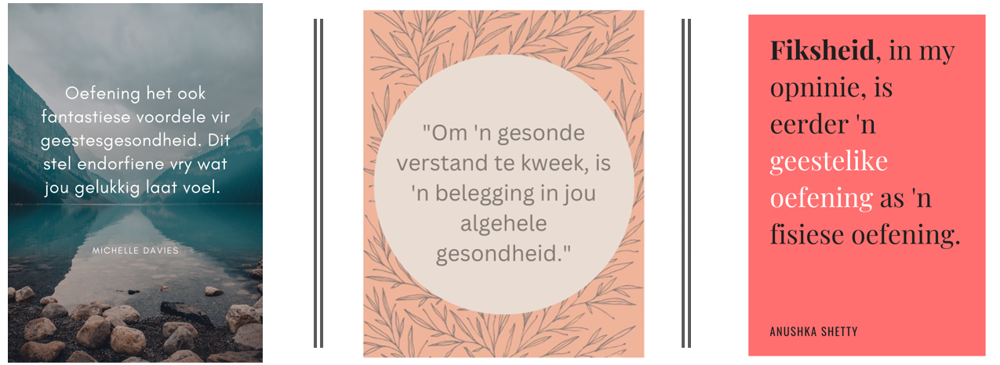 Oefening het ook
fantastiese voordele vir
geestesgesondheid. Dit
stel endorfiene vry wat
jou gelukkig laat voel.
MICHELLE DAVIES
"Om 'n gesonde
verstand te kweek, is
'n belegging in jou
algehele
gesondheid."
Fiksheid, in my
opninie, is
eerder 'n
geestelike
oefening as 'n
fisiese oefening.
ANUSHKA SHETTY